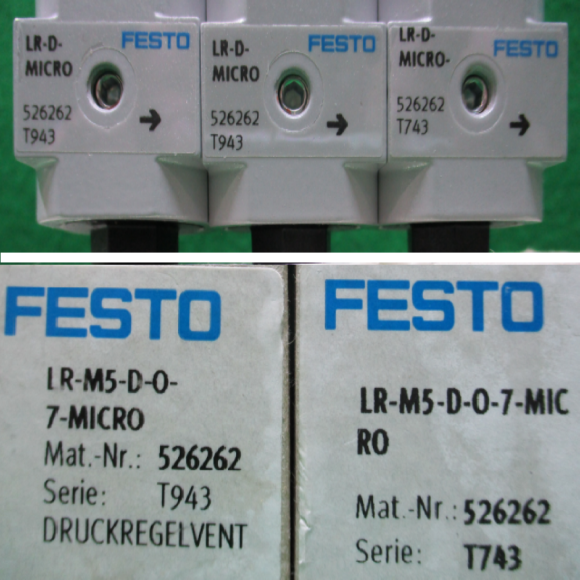 LR-D-
MICRO
FESTO
526262
T943
LR-D-
MICRO
FESTO
526262
T943
LR-D-
MICRO-
FESTO
526262
T743
FESTO
LR-M5-D-O-
7-MICRO
Mat.-Nr.: 526262
Serie: T943
DRUCKREGELVENT
FESTO
LR-M5-D-O-7-MIC
RO
Mat.-Nr.: 526262
Serie: T743